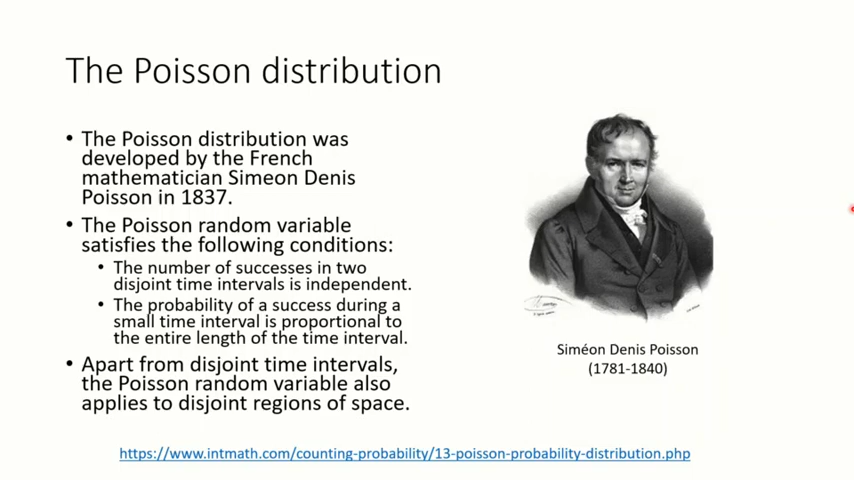 The Poisson distribution
• The Poisson distribution was
developed by the French
mathematician Simeon Denis
Poisson in 1837.
• The Poisson random variable
satisfies the following conditions:
• The number of successes in two
disjoint time intervals is independent.
• The probability of a success during a
small time interval is proportional to
the entire length of the time interval.
• Apart from disjoint time intervals,
the Poisson random variable also
applies to disjoint regions of space.
Siméon Denis Poisson
(1781-1840)
https://www.intmath.com/counting-probability/13-poisson-probability-distribution.php